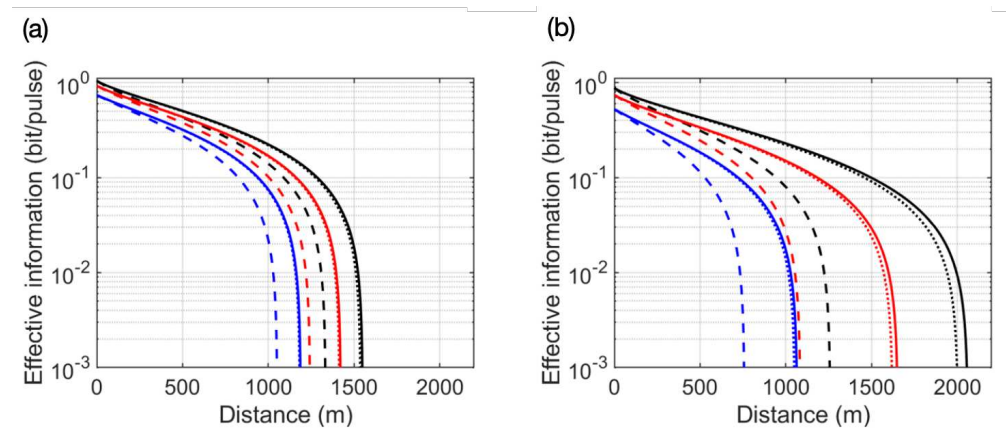 (a)
Effective information (bit/pulse)
10^0
10^-1
10^-2
10^-3
0 500 1000 1500 2000
Distance (m)
(b)
Effective information (bit/pulse)
10^0
10^-1
10^-2
10^-3
0 500 1000 1500 2000
Distance (m)